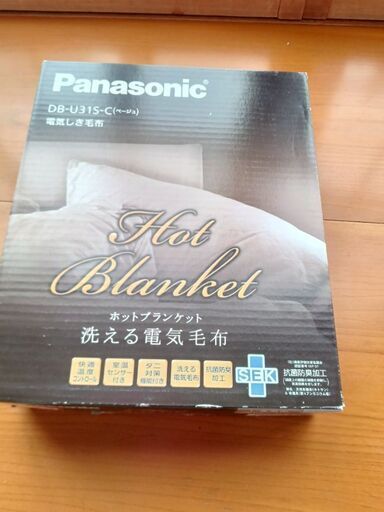 Panasonic
DB-U31S-C(ベージュ)
電気しき毛布
Hot
Blanket
ホットブランケット
洗える電気毛布
快適
温度
コントロール
室温
センサー
付き
ダニ
対策
機能付き
洗える
電気毛布
抗菌防臭
加工
SEK
抗菌防臭加工